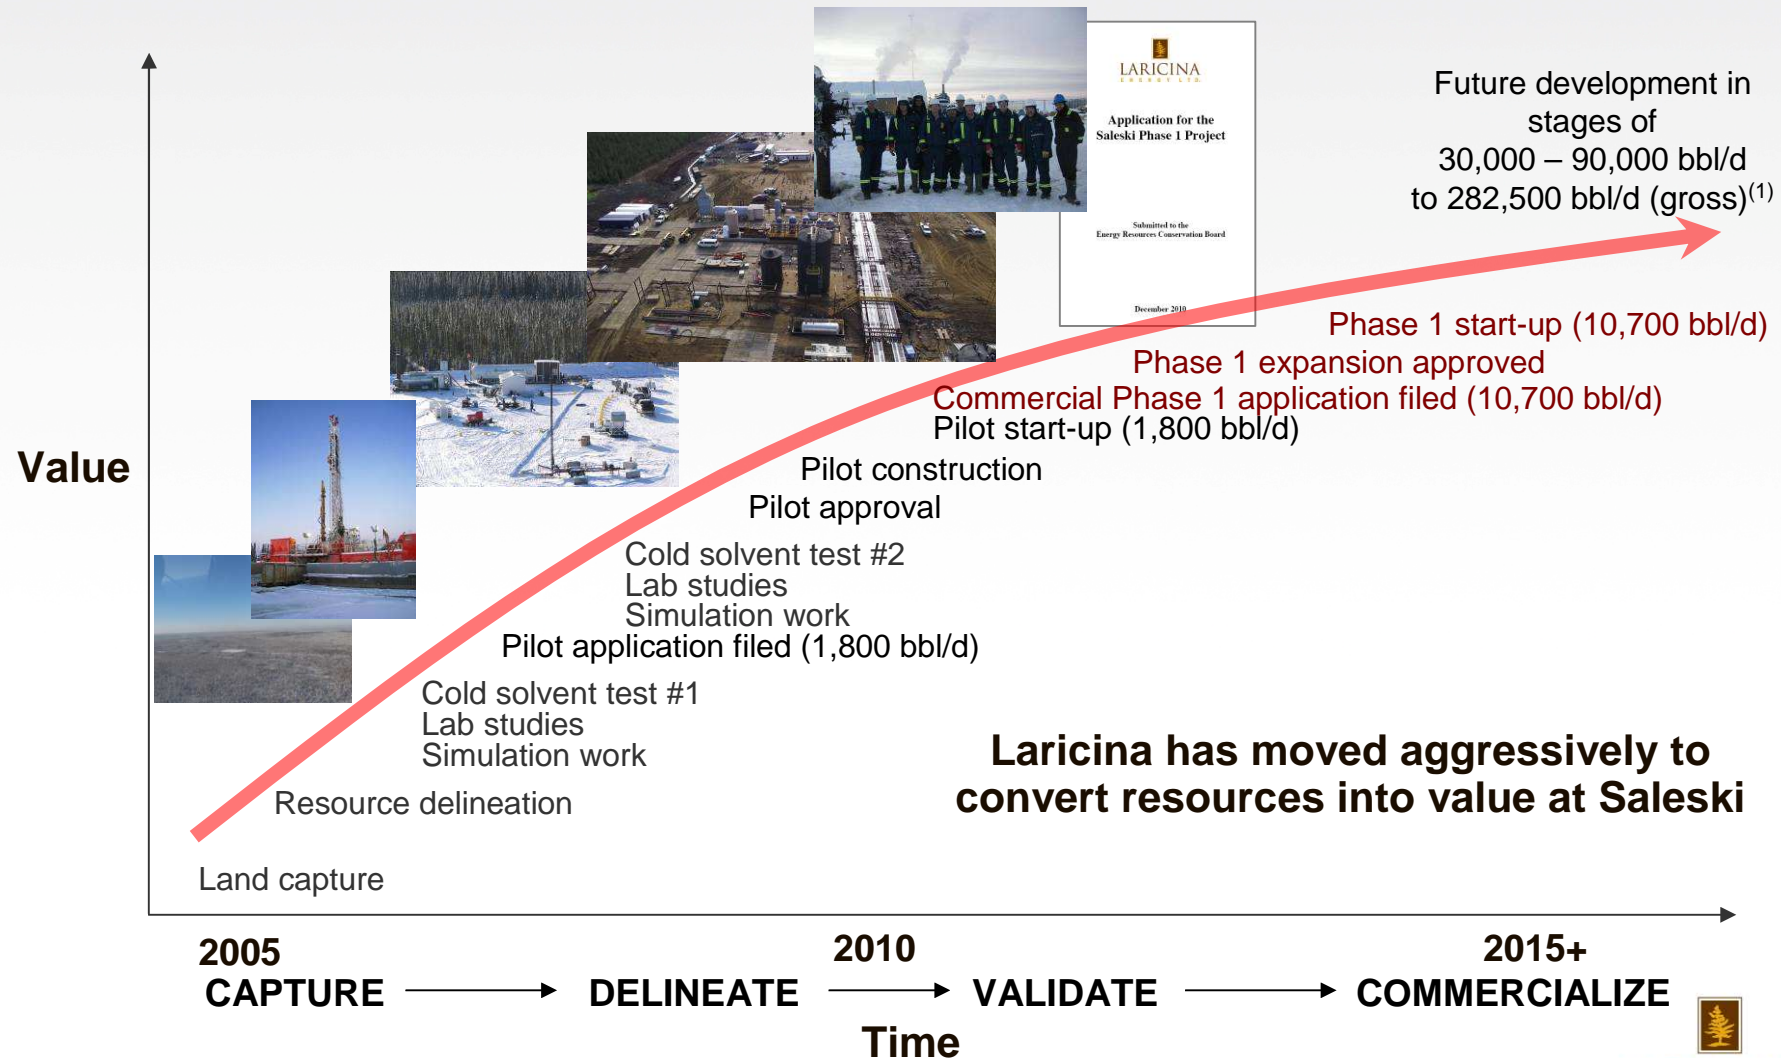 LARICINA
ENERGY LTD.
Application for the
Saleski Phase 1 Project
Submitted to the
Energy Resources Conservation Board
December 2010
Future development in
stages of
30,000 – 90,000 bbl/d
to 282,500 bbl/d (gross)(1)
Phase 1 start-up (10,700 bbl/d)
Phase 1 expansion approved
Commercial Phase 1 application filed (10,700 bbl/d)
Pilot start-up (1,800 bbl/d)
Value
Pilot construction
Pilot approval
Cold solvent test #2
Lab studies
Simulation work
Pilot application filed (1,800 bbl/d)
Cold solvent test #1
Lab studies
Simulation work
Laricina has moved aggressively to
convert resources into value at Saleski
Resource delineation
Land capture
2005
2010
2015+
CAPTURE
DELINEATE
VALIDATE
COMMERCIALIZE
Time